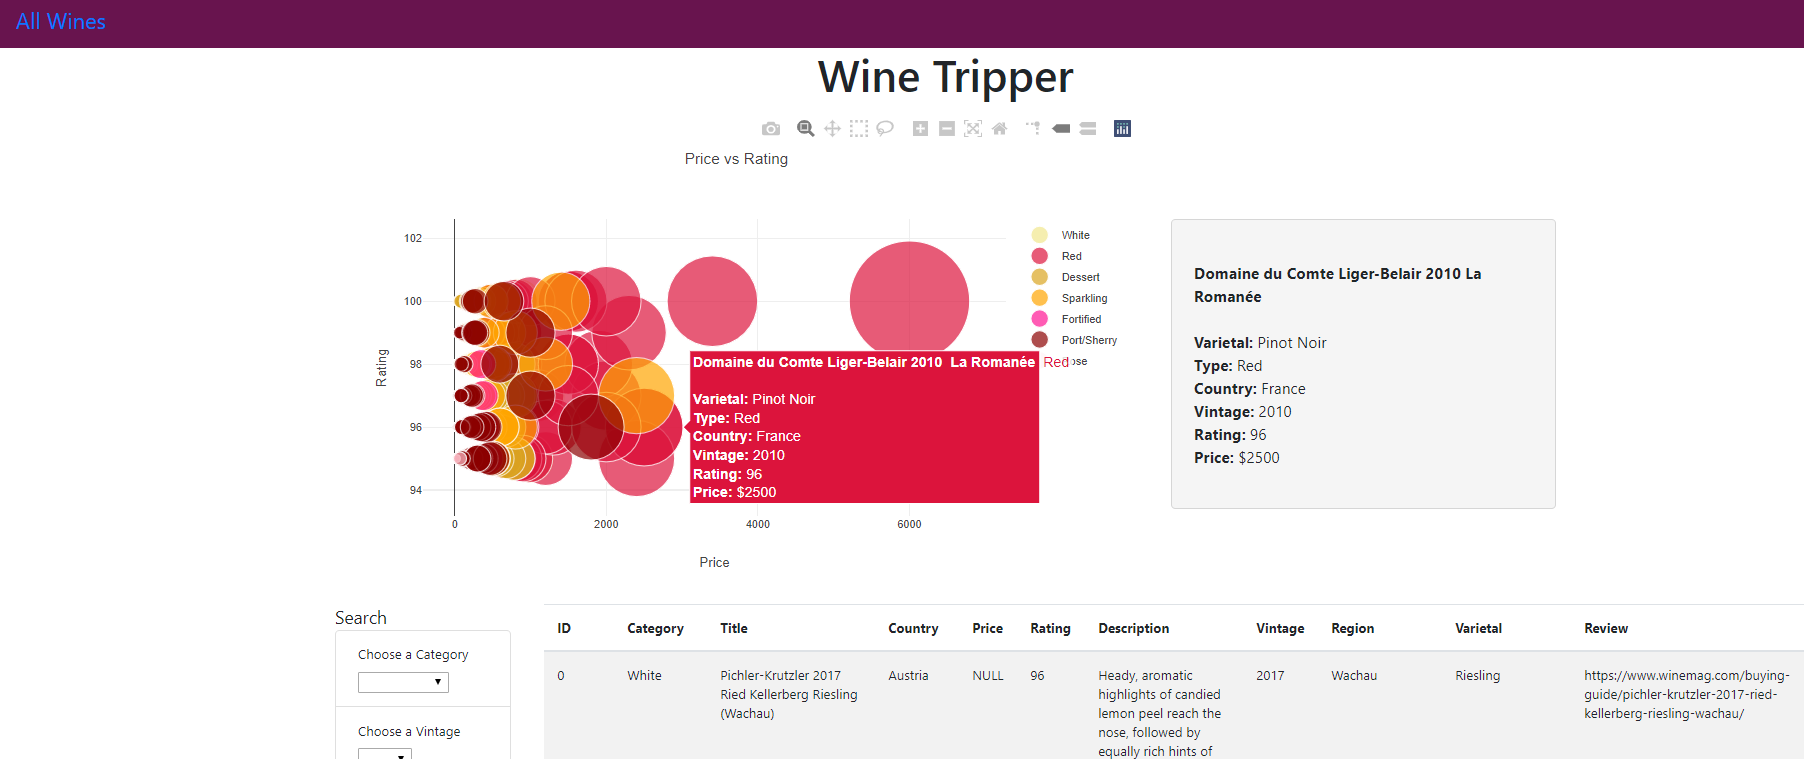 All Wines
Wine Tripper
Price vs Rating
102
100
98
96
94
Rating
0
2000
4000
6000
Price
White
Red
Dessert
Sparkling
Fortified
Port/Sherry
ose
Domaine du Comte Liger-Belair 2010 La Romanée
Red
Varietal: Pinot Noir
Type: Red
Country: France
Vintage: 2010
Rating: 96
Price: $2500
Domaine du Comte Liger-Belair 2010 La
Romanée
Varietal: Pinot Noir
Type: Red
Country: France
Vintage: 2010
Rating: 96
Price: $2500
Search
Choose a Category
Choose a Vintage
ID Category Title Country Price Rating Description Vintage Region Varietal Review
0 White Pichler-Krutzler 2017 Austria NULL 96 Heady, aromatic 2017 Wachau Riesling https://www.winemag.com/buying-
Ried Kellerberg Riesling highlights of candied guide/pichler-krutzler-2017-ried-
(Wachau) lemon peel reach the kellerberg-riesling-wachau/
nose, followed by
equally rich hints of